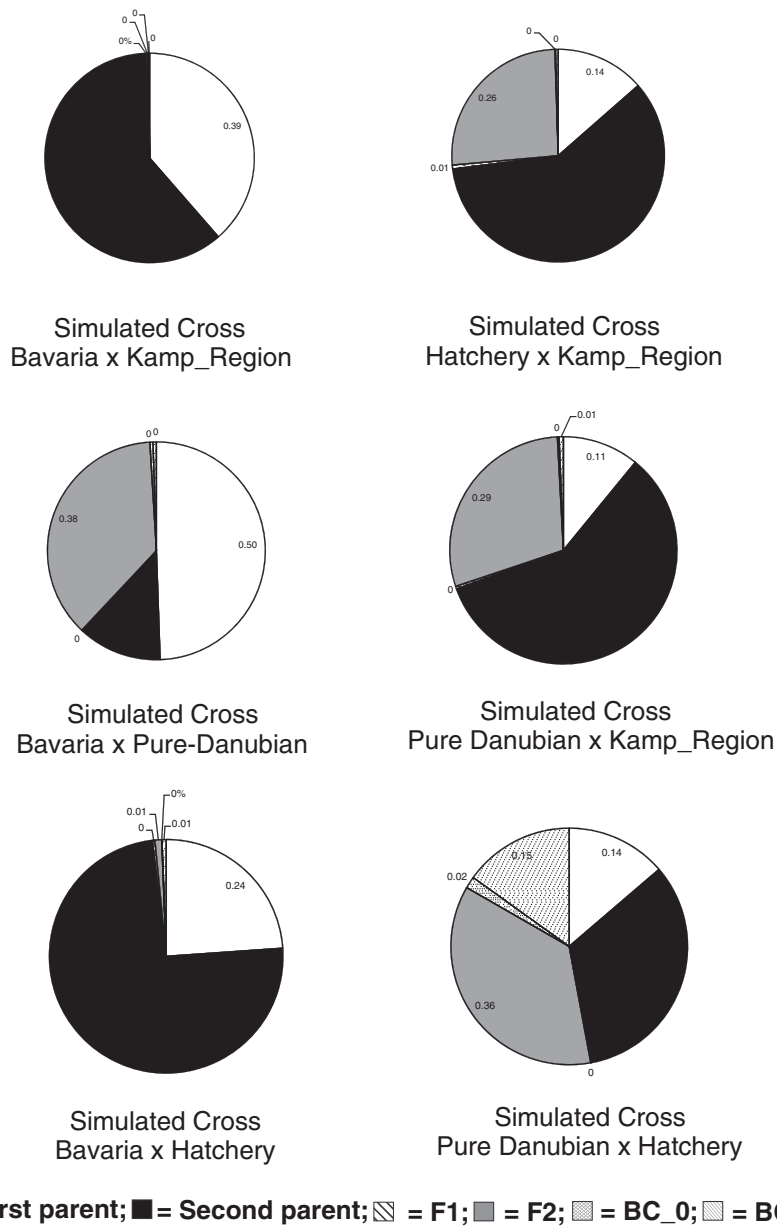 0
0
0%
0
0.39
Simulated Cross
Bavaria x Kamp_Region
0
0
0.14
0.26
0.01
Simulated Cross
Hatchery x Kamp_Region
0
0
0.38
0.50
0
Simulated Cross
Bavaria x Pure-Danubian
0.01
0
0.11
0.29
0
Simulated Cross
Pure Danubian x Kamp_Region
0%
0.01
0.01
0
0.24
Simulated Cross
Bavaria x Hatchery
0.15
0.14
0.02
0.36
0
Simulated Cross
Pure Danubian x Hatchery
rst parent; = Second parent; = F1; = F2; = BC_0; = B